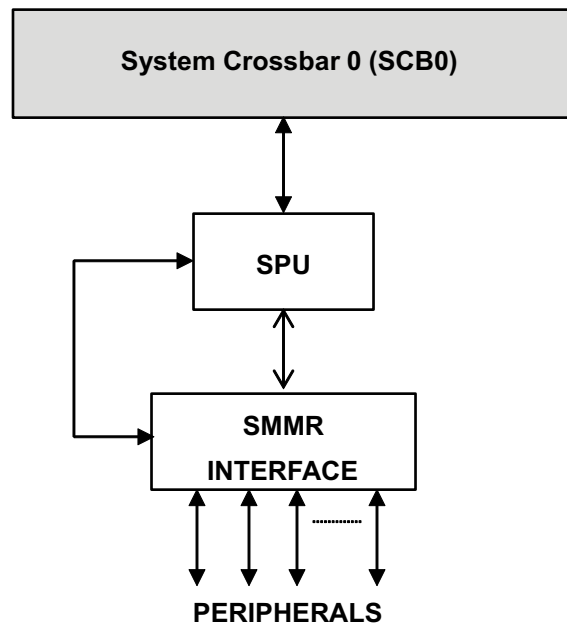 System Crossbar 0 (SCB0)
SPU
SMMR
INTERFACE
PERIPHERALS